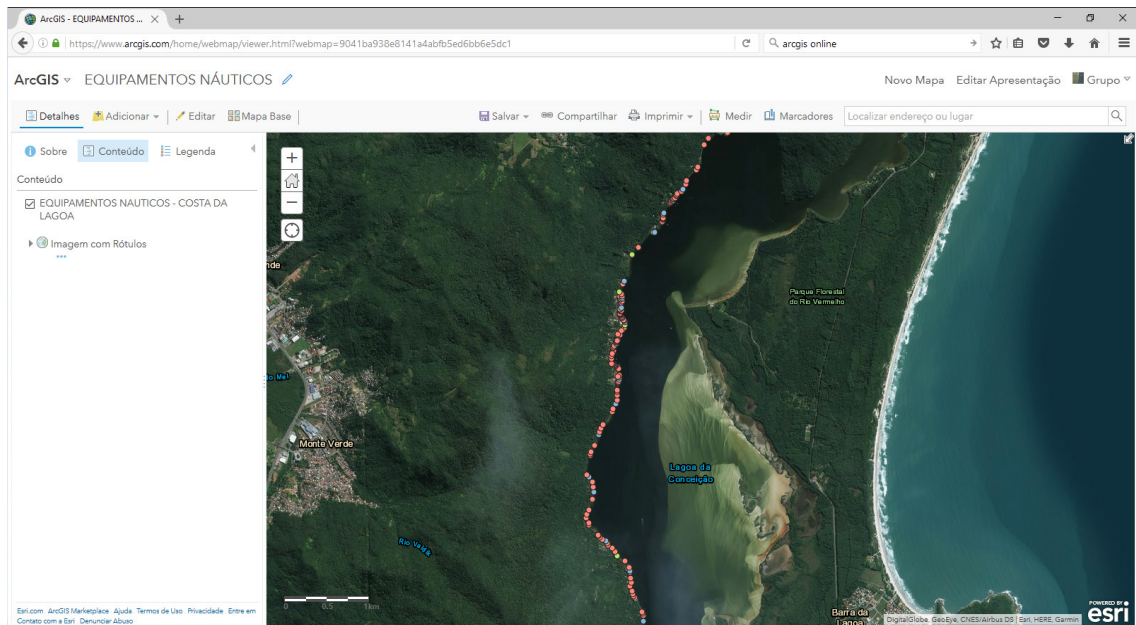 ArcGIS - EQUIPAMENTOS ...
https://www.arcgis.com/home/webmap/viewer.html?webmap=9041ba938e8141a4abfb5ed6bb6e5dc1
arcgis online
ArcGIS EQUIPAMENTOS NÁUTICOS
Novo Mapa Editar Apresentação Grupo
Detalhes Adicionar Editar Mapa Base Salvar Compartilhar Imprimir Medir Marcadores Localizar endereço ou lugar
Sobre Conteúdo Legenda
Conteúdo
EQUIPAMENTOS NAUTICOS - COSTA DA
LAGOA
Imagem com Rótulos
nde
Parque Florestal
do Rio Vermelho
Mel
Monte Verde
Lagoa da
Conceição
Rio Valdik
0 0.5 1km
Barra da
Lagoa
Esri.com ArcGIS Marketplace Ajuda Termos de Uso Privacidade Entre em
Contato com a Esri Denunciar Abuso
DigitalGlobe, GeoEye, CNES/Airbus DS | Esri, HERE, Garmin
POWERED BY
esri